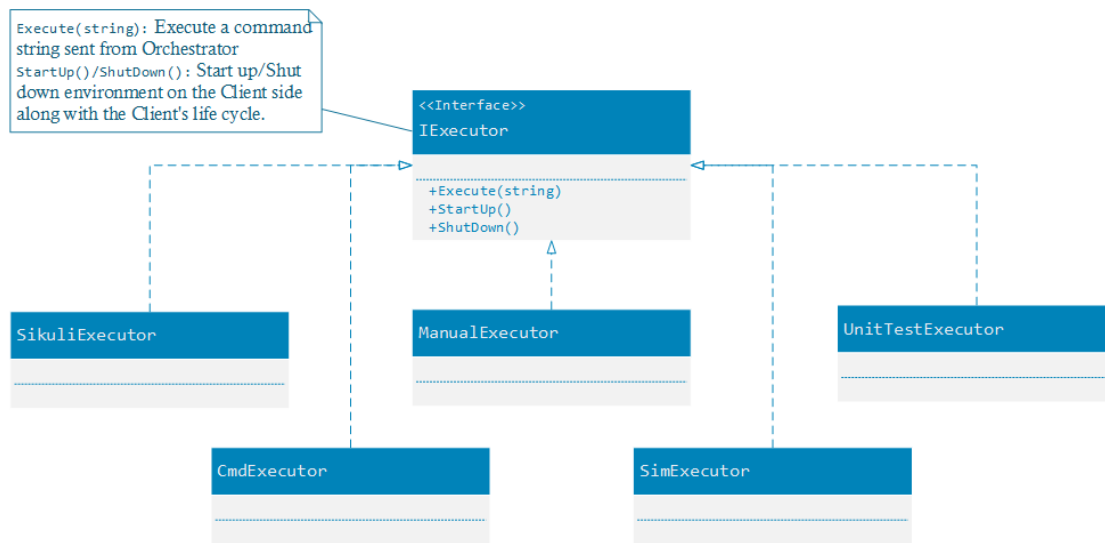 Execute(string): Execute a command
string sent from Orchestrator
StartUp()/ShutDown(): Start up/Shut
down environment on the Client side
along with the Client's life cycle.
<<Interface>>
IExecutor
+Execute(string)
+StartUp()
+ShutDown()
SikuliExecutor
ManualExecutor
UnitTestExecutor
CmdExecutor
SimExecutor